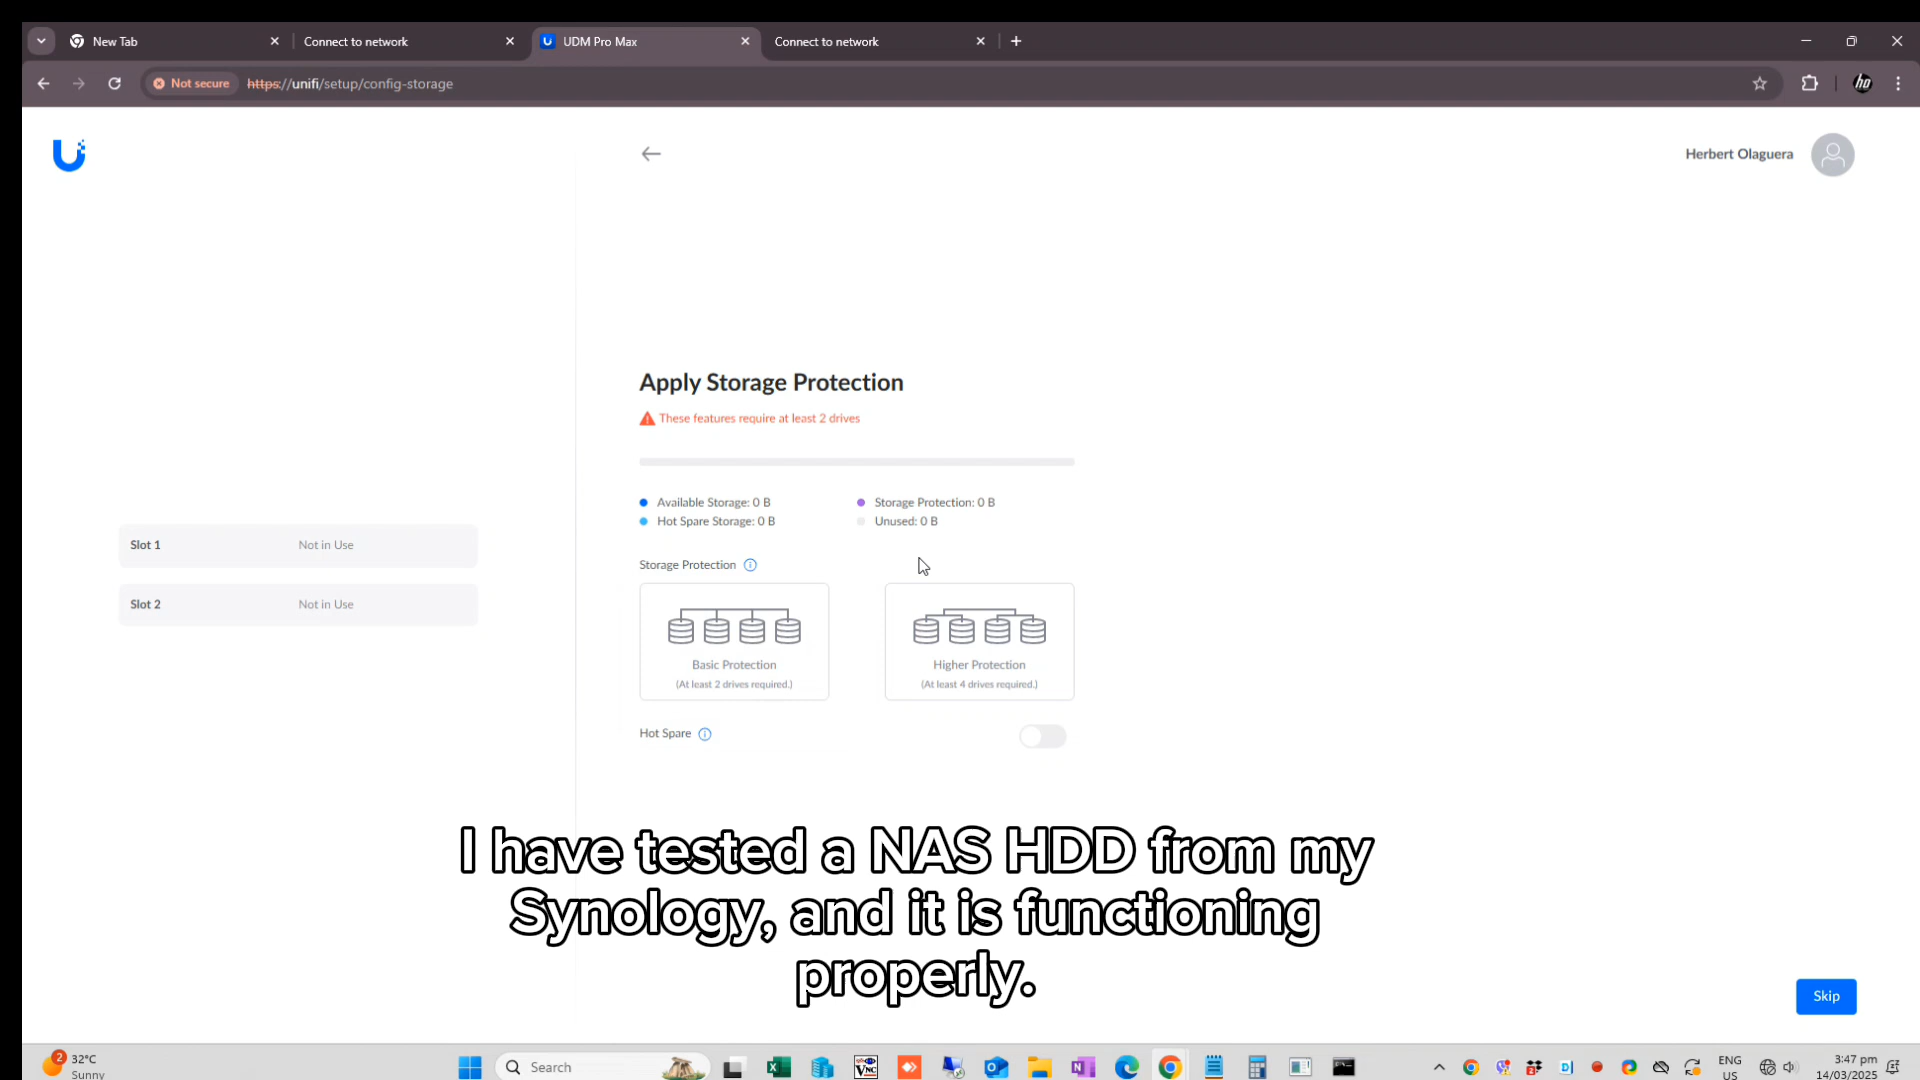 New Tab
Connect to network
UDM Pro Max
Connect to network
Not secure
https://unifi/setup/config-storage
hp
Herbert Olaguera
Apply Storage Protection
These features require at least 2 drives
Available Storage: 0 B
Storage Protection: 0 B
Hot Spare Storage: 0 B
Unused: 0 B
Slot 1
Not in Use
Slot 2
Not in Use
Storage Protection
Basic Protection
(At least 2 drives required.)
Higher Protection
(At least 4 drives required.)
Hot Spare
I have tested a NAS HDD from my
Synology, and it is functioning
properly.
Skip
2
32°C
Sunny
Search
ENG
US
3:47 pm
14/03/2025